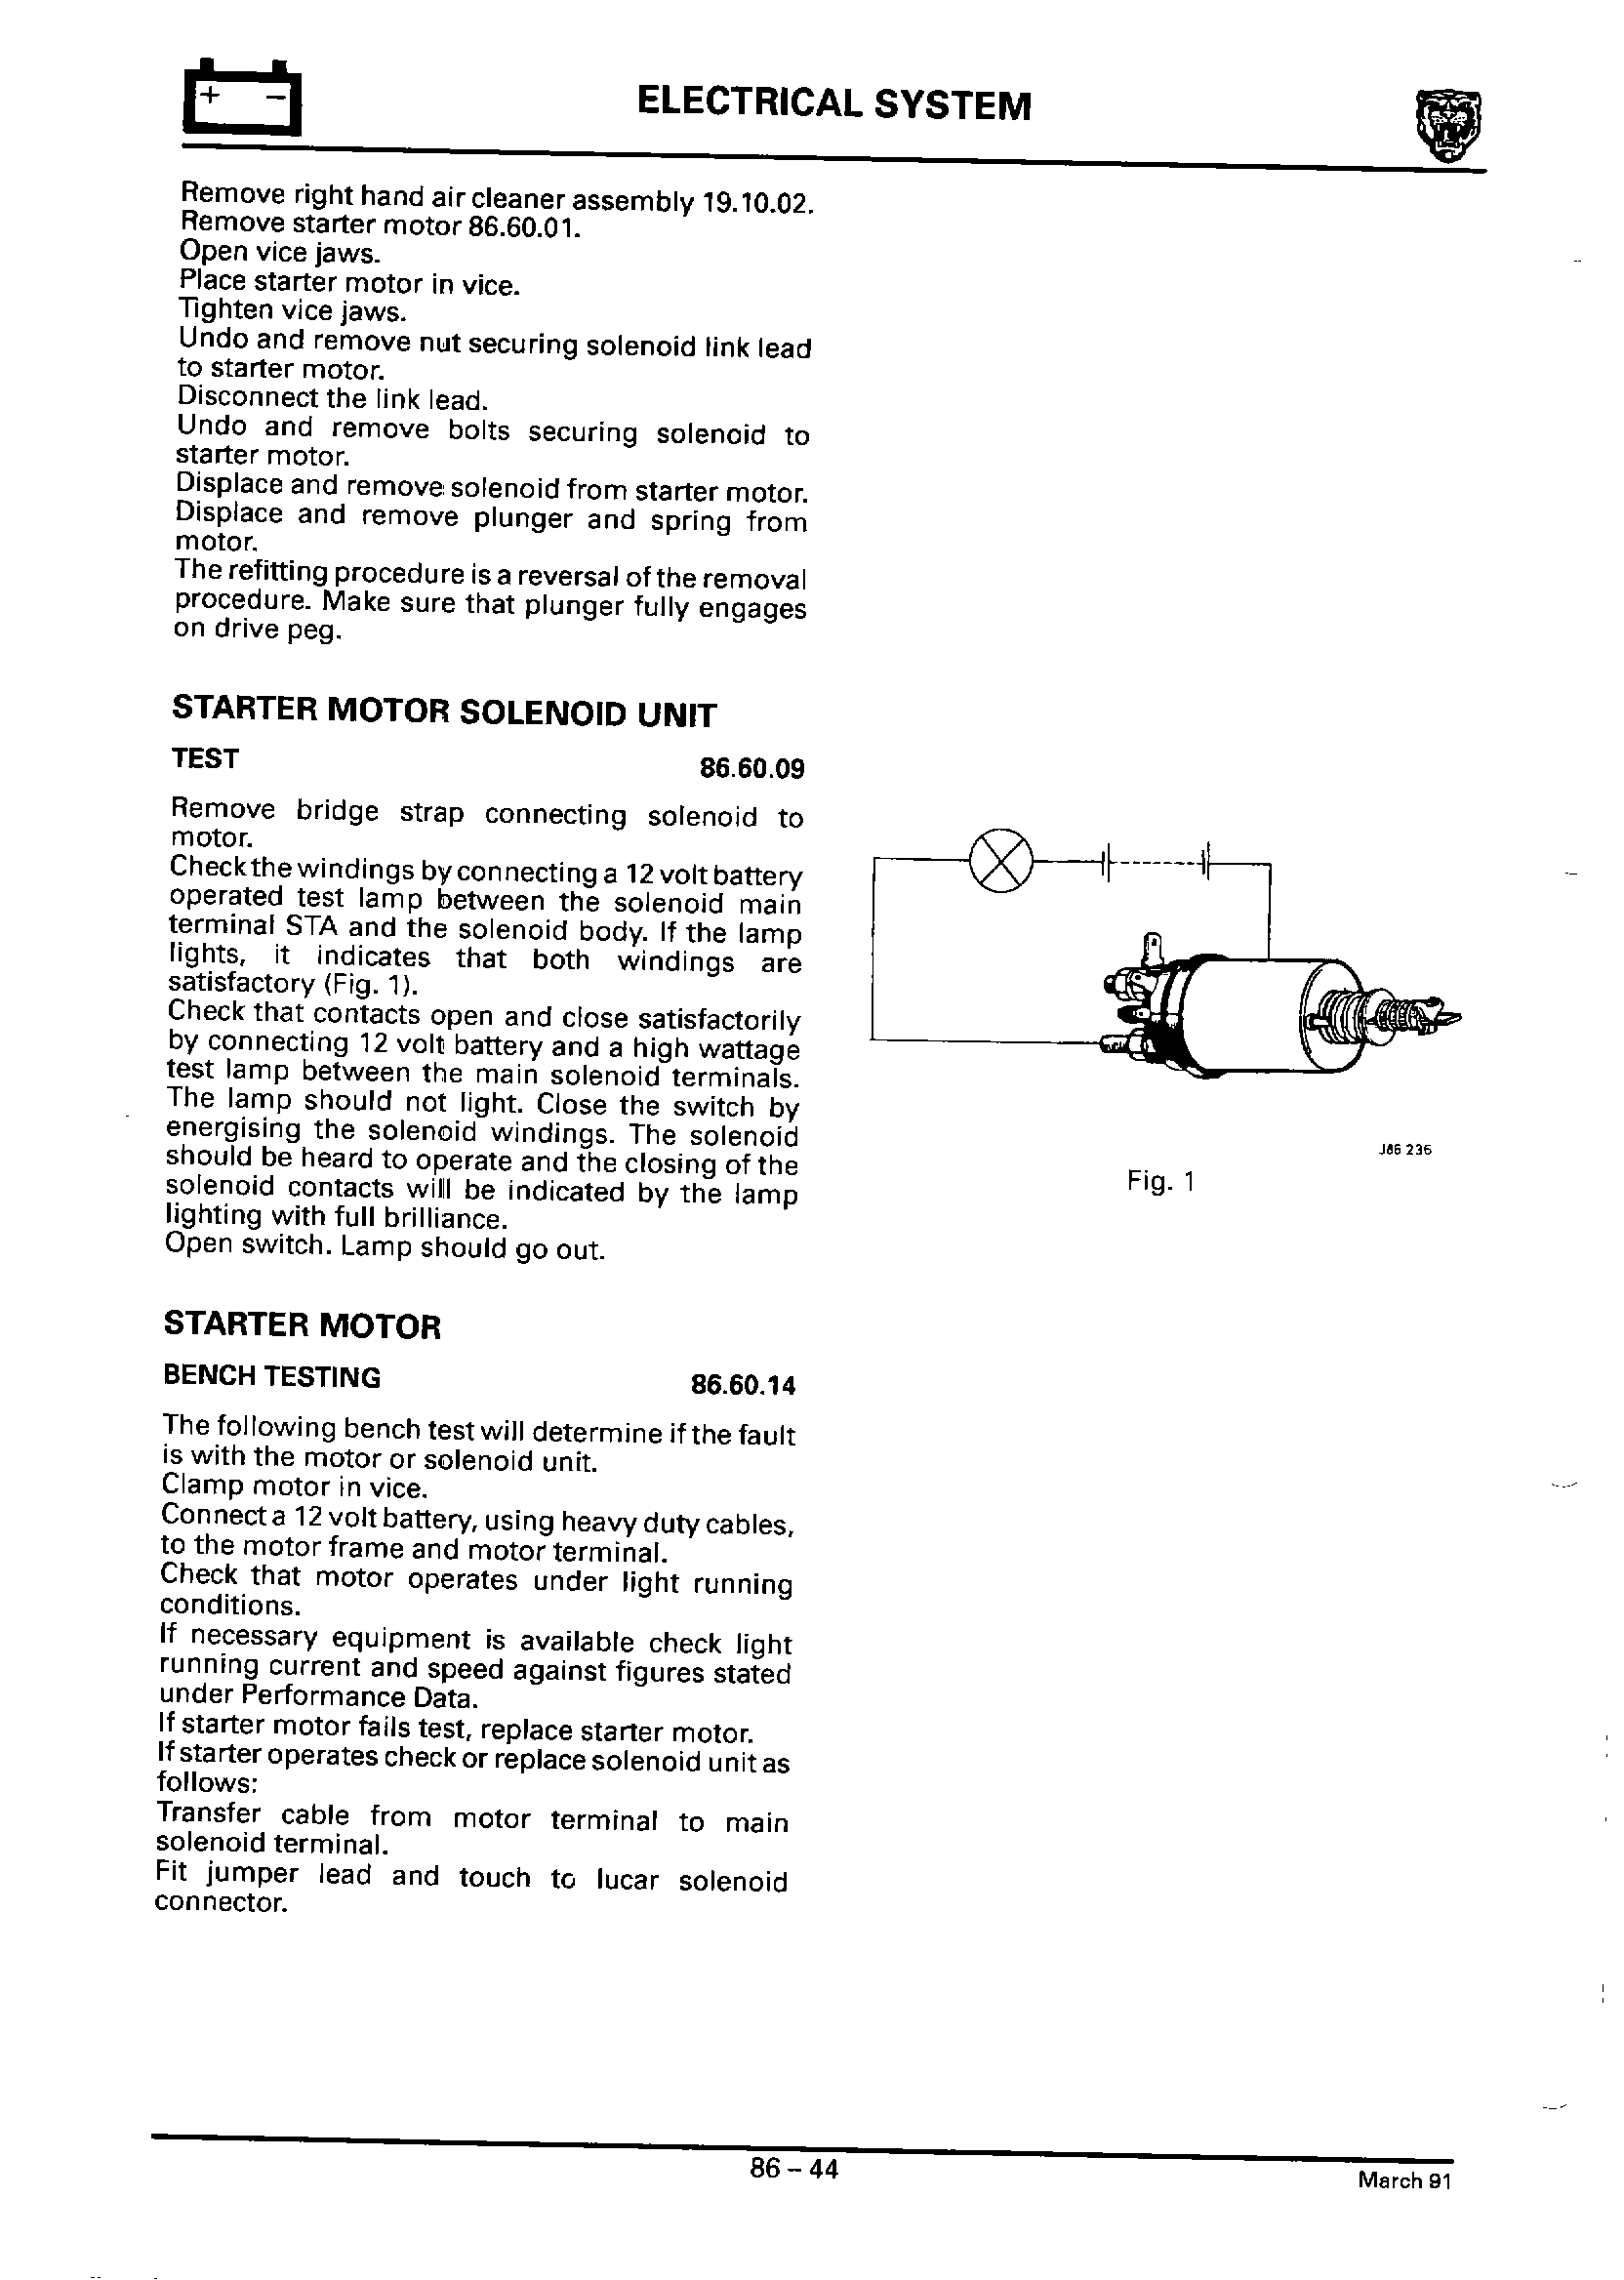 + −
ELECTRICAL SYSTEM
Remove right hand air cleaner assembly 19.10.02.
Remove starter motor 86.60.01.
Open vice jaws.
Place starter motor in vice.
Tighten vice jaws.
Undo and remove nut securing solenoid link lead
to starter motor.
Disconnect the link lead.
Undo and remove bolts securing solenoid to
starter motor.
Displace and remove solenoid from starter motor.
Displace and remove plunger and spring from
motor.
The refitting procedure is a reversal of the removal
procedure. Make sure that plunger fully engages
on drive peg.
STARTER MOTOR SOLENOID UNIT
TEST 86.60.09
Remove bridge strap connecting solenoid to
motor.
Check the windings by connecting a 12 volt battery
operated test lamp between the solenoid main
terminal STA and the solenoid body. If the lamp
lights, it indicates that both windings are
satisfactory (Fig. 1).
Check that contacts open and close satisfactorily
by connecting 12 volt battery and a high wattage
test lamp between the main solenoid terminals.
The lamp should not light. Close the switch by
energising the solenoid windings. The solenoid
should be heard to operate and the closing of the
solenoid contacts will be indicated by the lamp
lighting with full brilliance.
Open switch. Lamp should go out.
J86 236
Fig. 1
STARTER MOTOR
BENCH TESTING 86.60.14
The following bench test will determine if the fault
is with the motor or solenoid unit.
Clamp motor in vice.
Connect a 12 volt battery, using heavy duty cables,
to the motor frame and motor terminal.
Check that motor operates under light running
conditions.
If necessary equipment is available check light
running current and speed against figures stated
under Performance Data.
If starter motor fails test, replace starter motor.
If starter operates check or replace solenoid unit as
follows:
Transfer cable from motor terminal to main
solenoid terminal.
Fit jumper lead and touch to lucar solenoid
connector.
86 – 44
March 91